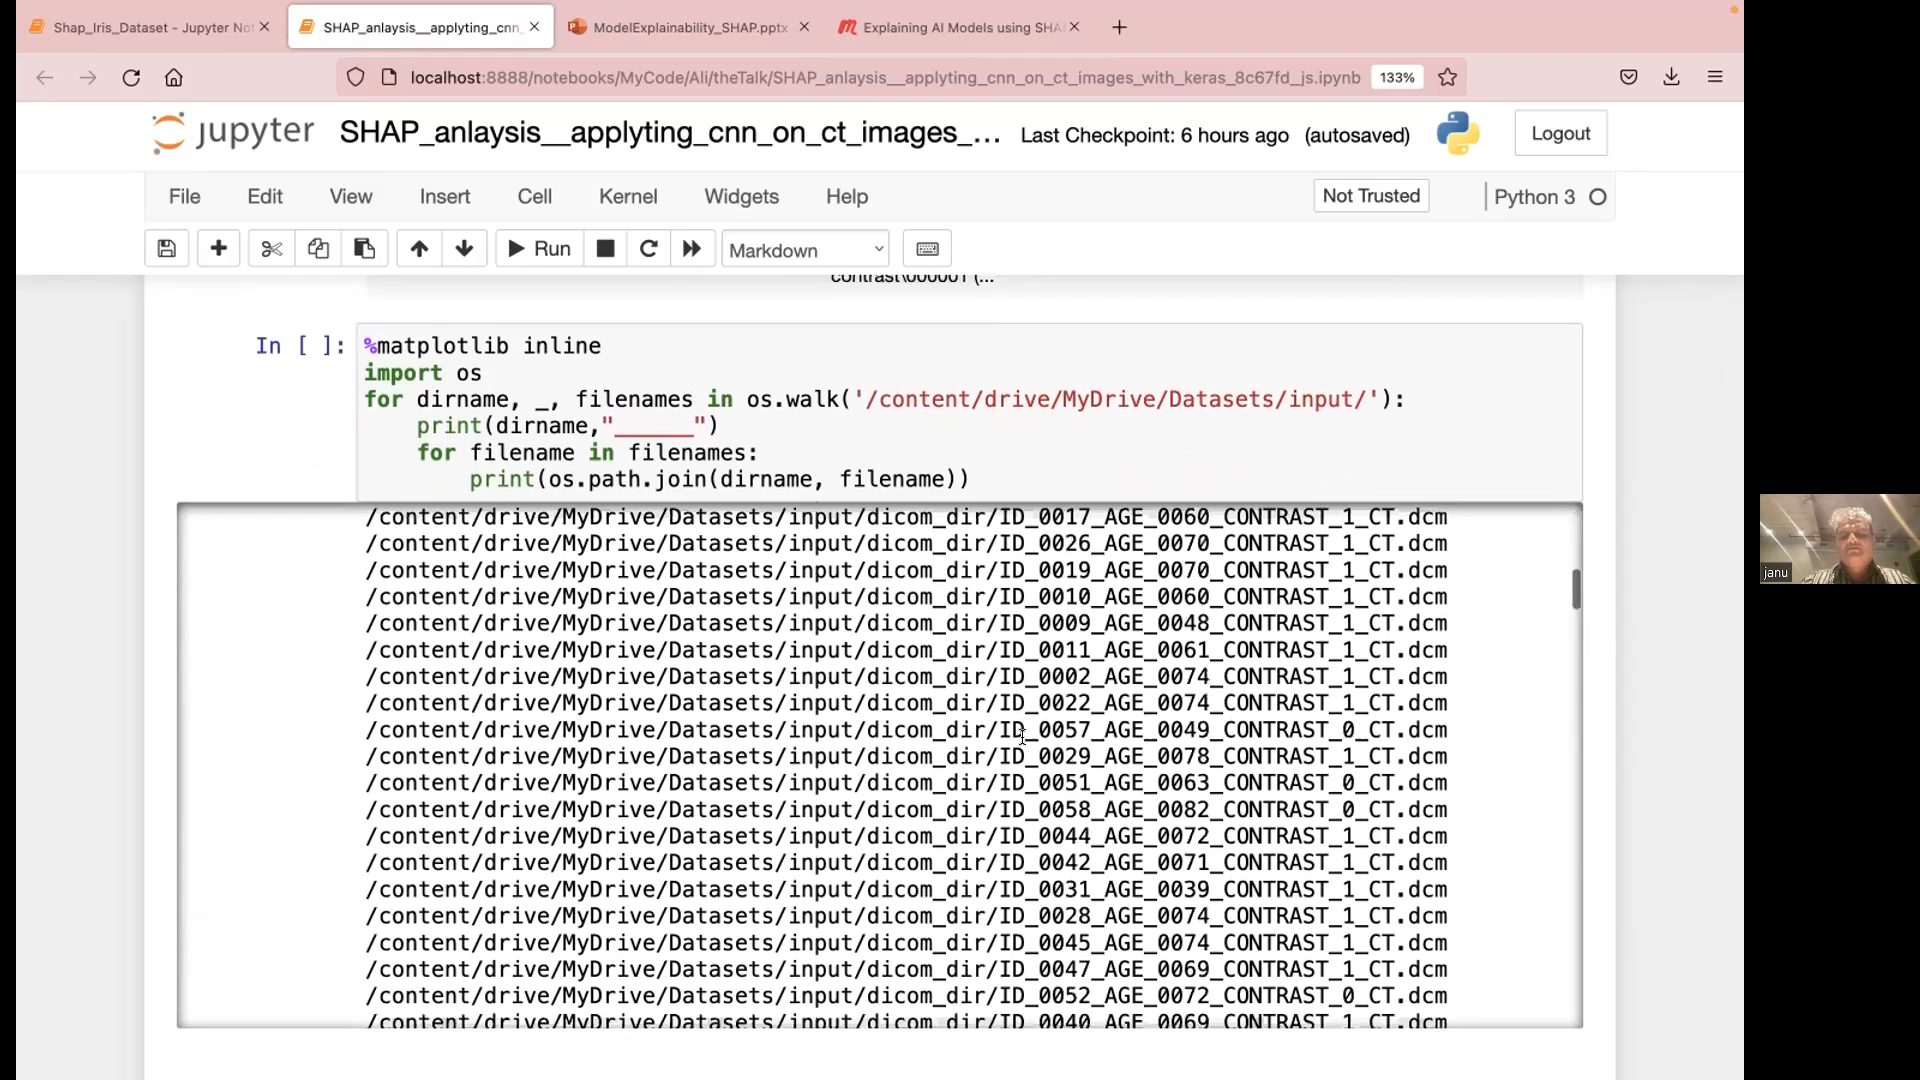 Shap_Iris_Dataset - Jupyter No
SHAP_anlaysis__applyting_cnn_
ModelExplainability_SHAP.pptx
Explaining AI Models using SHA
localhost:8888/notebooks/MyCode/Ali/theTalk/SHAP_anlaysis__applyting_cnn_on_ct_images_with_keras_8c67fd_js.ipynb
133%
jupyter
SHAP_anlaysis__applyting_cnn_on_ct_images_...
Last Checkpoint: 6 hours ago (autosaved)
Logout
File Edit View Insert Cell Kernel Widgets Help
Not Trusted
Python 3
Run
Markdown
contrast\000001 (...
In [ ]:
%matplotlib inline
import os
for dirname, _, filenames in os.walk('/content/drive/MyDrive/Datasets/input/'):
    print(dirname,"______")
    for filename in filenames:
        print(os.path.join(dirname, filename))
/content/drive/MyDrive/Datasets/input/dicom_dir/ID_0017_AGE_0060_CONTRAST_1_CT.dcm
/content/drive/MyDrive/Datasets/input/dicom_dir/ID_0026_AGE_0070_CONTRAST_1_CT.dcm
/content/drive/MyDrive/Datasets/input/dicom_dir/ID_0019_AGE_0070_CONTRAST_1_CT.dcm
/content/drive/MyDrive/Datasets/input/dicom_dir/ID_0010_AGE_0060_CONTRAST_1_CT.dcm
/content/drive/MyDrive/Datasets/input/dicom_dir/ID_0009_AGE_0048_CONTRAST_1_CT.dcm
/content/drive/MyDrive/Datasets/input/dicom_dir/ID_0011_AGE_0061_CONTRAST_1_CT.dcm
/content/drive/MyDrive/Datasets/input/dicom_dir/ID_0002_AGE_0074_CONTRAST_1_CT.dcm
/content/drive/MyDrive/Datasets/input/dicom_dir/ID_0022_AGE_0074_CONTRAST_1_CT.dcm
/content/drive/MyDrive/Datasets/input/dicom_dir/ID_0057_AGE_0049_CONTRAST_0_CT.dcm
/content/drive/MyDrive/Datasets/input/dicom_dir/ID_0029_AGE_0078_CONTRAST_1_CT.dcm
/content/drive/MyDrive/Datasets/input/dicom_dir/ID_0051_AGE_0063_CONTRAST_0_CT.dcm
/content/drive/MyDrive/Datasets/input/dicom_dir/ID_0058_AGE_0082_CONTRAST_0_CT.dcm
/content/drive/MyDrive/Datasets/input/dicom_dir/ID_0044_AGE_0072_CONTRAST_1_CT.dcm
/content/drive/MyDrive/Datasets/input/dicom_dir/ID_0042_AGE_0071_CONTRAST_1_CT.dcm
/content/drive/MyDrive/Datasets/input/dicom_dir/ID_0031_AGE_0039_CONTRAST_1_CT.dcm
/content/drive/MyDrive/Datasets/input/dicom_dir/ID_0028_AGE_0074_CONTRAST_1_CT.dcm
/content/drive/MyDrive/Datasets/input/dicom_dir/ID_0045_AGE_0074_CONTRAST_1_CT.dcm
/content/drive/MyDrive/Datasets/input/dicom_dir/ID_0047_AGE_0069_CONTRAST_1_CT.dcm
/content/drive/MyDrive/Datasets/input/dicom_dir/ID_0052_AGE_0072_CONTRAST_0_CT.dcm
/content/drive/MyDrive/Datasets/input/dicom_dir/ID_0040_AGE_0069_CONTRAST_1_CT.dcm
janu